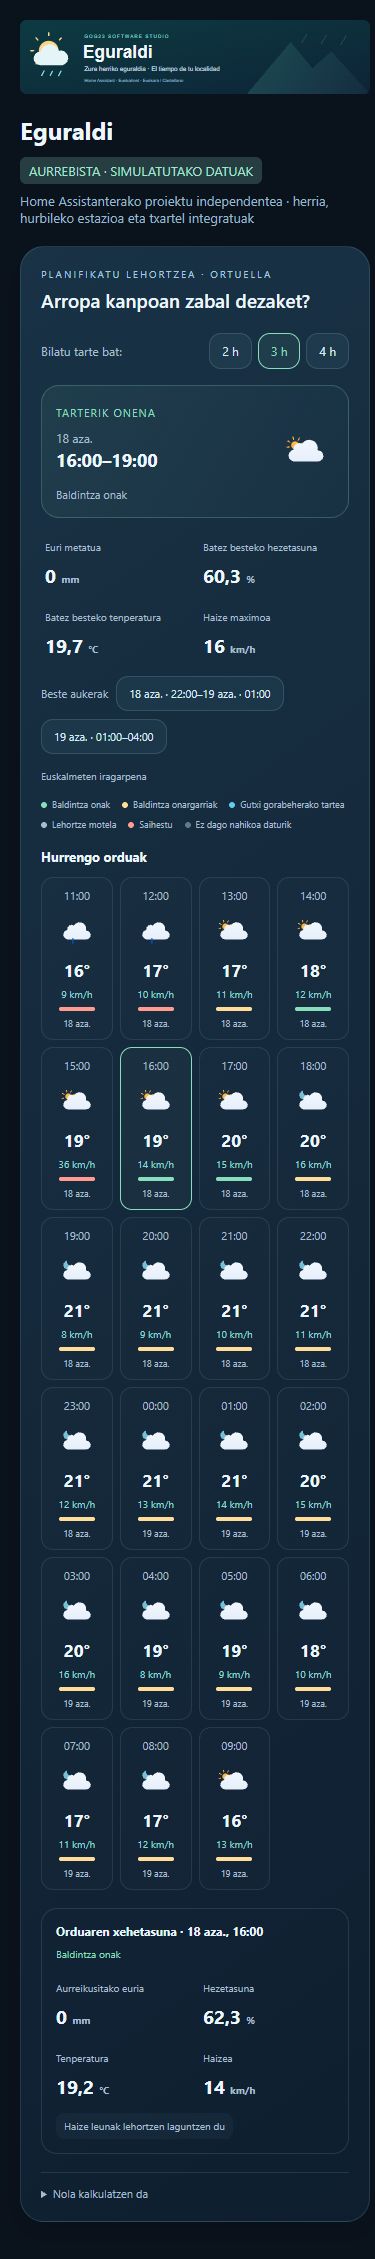 GOG23 SOFTWARE STUDIO
Eguraldi
Zure herriko eguraldia · El tiempo de tu localidad
Home Assistant · Euskalmet · Euskara / Castellano
Eguraldi
AURREBISTA · SIMULATUTAKO DATUAK
Home Assistanterako proiektu independentea · herria,
hurbileko estazioa eta txartel integratuak
PLANIFIKATU LEHORTZEA · ORTUELLA
Arropa kanpoan zabal dezaket?
Bilatu tarte bat: 2 h 3 h 4 h
TARTERIK ONENA
18 aza.
16:00–19:00
Baldintza onak
Euri metatua Batez besteko hezetasuna
0 mm 60,3 %
Batez besteko tenperatura Haize maximoa
19,7 °C 16 km/h
Beste aukerak 18 aza. · 22:00–19 aza. · 01:00
19 aza. · 01:00–04:00
Euskalmeten iragarpena
Baldintza onak Baldintza onargarriak Gutxi gorabeherako tartea
Lehortze motela Saihestu Ez dago nahikoa daturik
Hurrengo orduak
11:00 12:00 13:00 14:00
16° 17° 17° 18°
9 km/h 10 km/h 11 km/h 12 km/h
18 aza. 18 aza. 18 aza. 18 aza.
15:00 16:00 17:00 18:00
19° 19° 20° 20°
36 km/h 14 km/h 15 km/h 16 km/h
18 aza. 18 aza. 18 aza. 18 aza.
19:00 20:00 21:00 22:00
21° 21° 21° 21°
8 km/h 9 km/h 10 km/h 11 km/h
18 aza. 18 aza. 18 aza. 18 aza.
23:00 00:00 01:00 02:00
21° 21° 21° 20°
12 km/h 13 km/h 14 km/h 15 km/h
18 aza. 19 aza. 19 aza. 19 aza.
03:00 04:00 05:00 06:00
20° 19° 19° 18°
16 km/h 8 km/h 9 km/h 10 km/h
19 aza. 19 aza. 19 aza. 19 aza.
07:00 08:00 09:00
17° 17° 16°
11 km/h 12 km/h 13 km/h
19 aza. 19 aza. 19 aza.
Orduaren xehetasuna · 18 aza., 16:00
Baldintza onak
Aurreikusitako euria Hezetasuna
0 mm 62,3 %
Tenperatura Haizea
19,2 °C 14 km/h
Haize leunak lehortzen laguntzen du
Nola kalkulatzen da